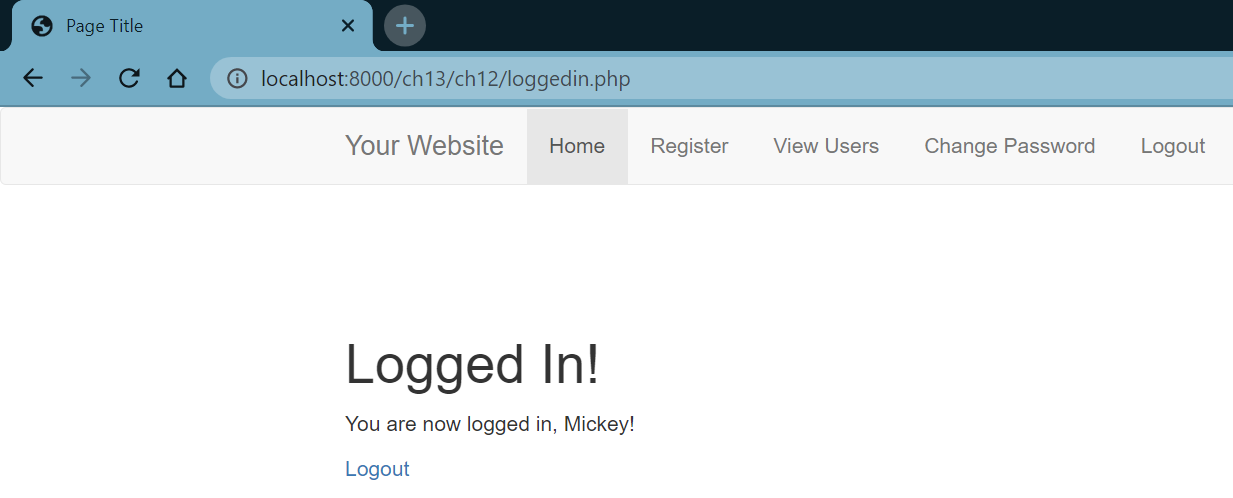 Page Title
localhost:8000/ch13/ch12/loggedin.php
Your Website Home Register View Users Change Password Logout
Logged In!
You are now logged in, Mickey!
Logout